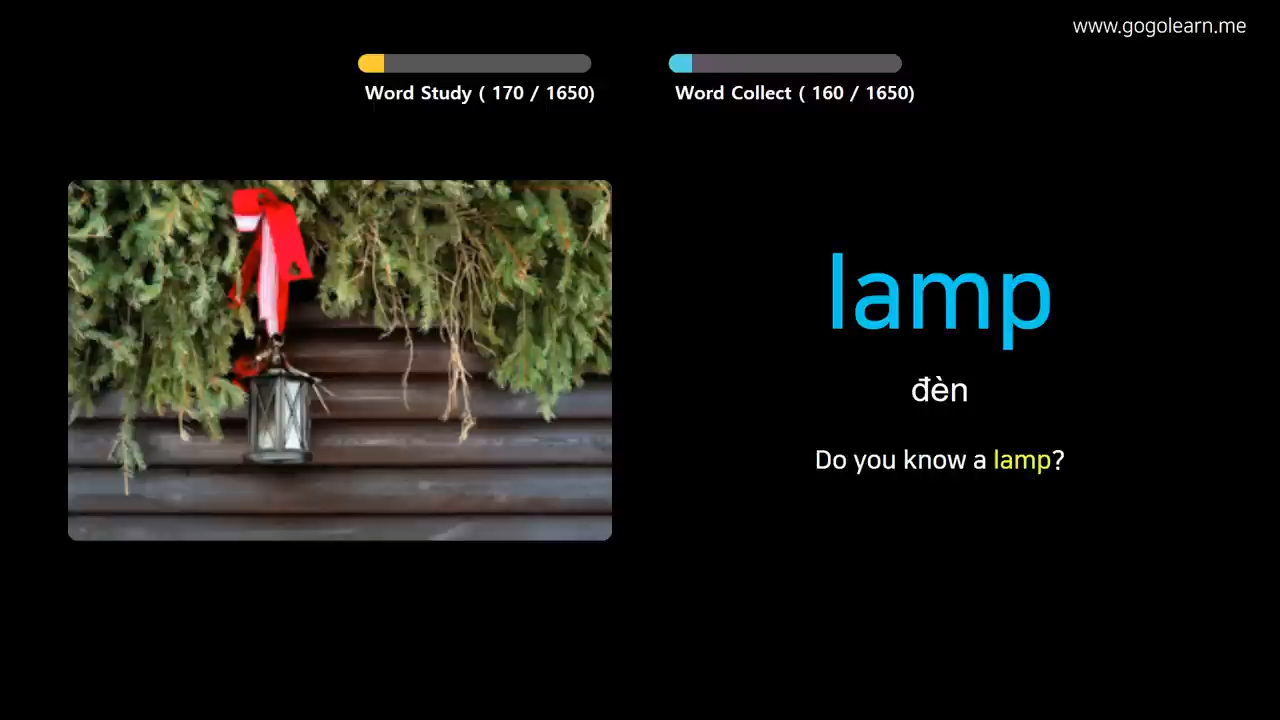 www.gogolearn.me
Word Study ( 170 / 1650)
Word Collect ( 160 / 1650)
lamp
đèn
Do you know a lamp?